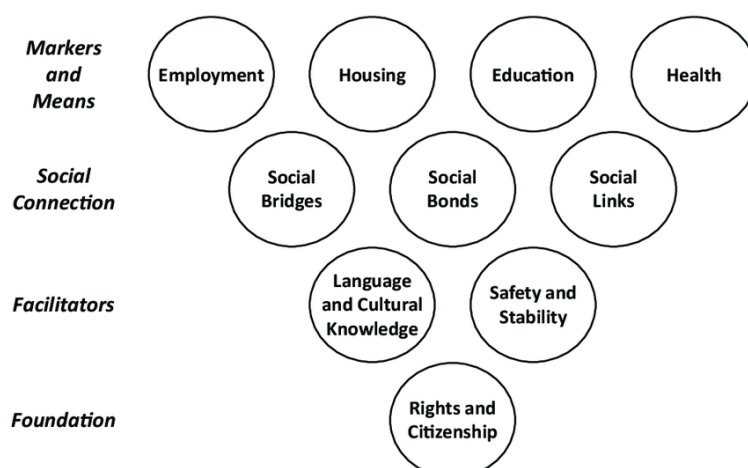 Markers
and
Means
Employment
Housing
Education
Health
Social
Connection
Social
Bridges
Social
Bonds
Social
Links
Facilitators
Language
and Cultural
Knowledge
Safety and
Stability
Foundation
Rights and
Citizenship